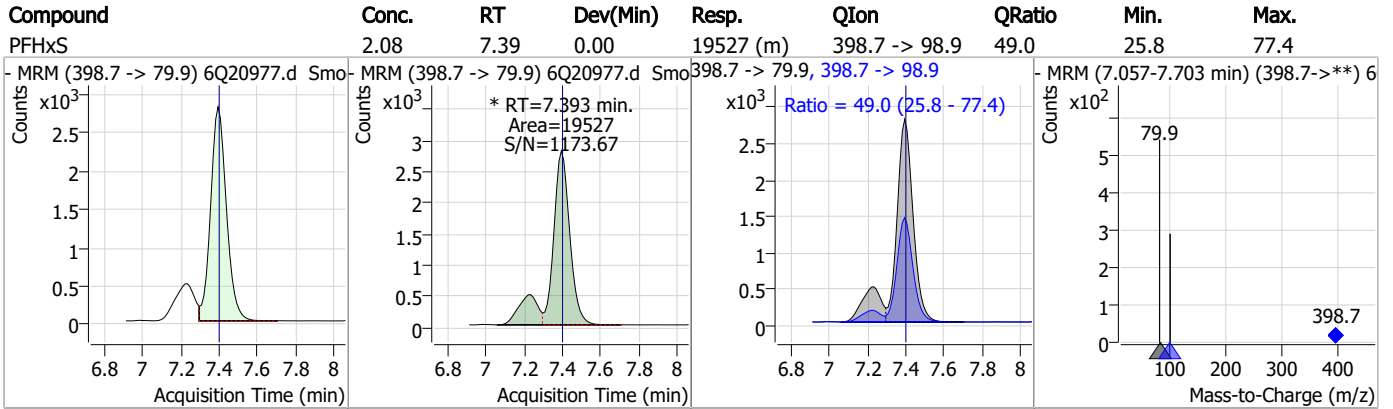 Compound Conc. RT Dev(Min) Resp. QIon QRatio Min. Max.
PFHxS 2.08 7.39 0.00 19527 (m) 398.7 -> 98.9 49.0 25.8 77.4
- MRM (398.7 -> 79.9) 6Q20977.d Smo
Counts
x10³
2.5
2
1.5
1
0.5
0
6.8 7 7.2 7.4 7.6 7.8 8
Acquisition Time (min)
- MRM (398.7 -> 79.9) 6Q20977.d Smo
Counts
x10³
* RT=7.393 min.
Area=19527
S/N=1173.67
3
2.5
2
1.5
1
0.5
0
6.8 7 7.2 7.4 7.6 7.8 8
Acquisition Time (min)
398.7 -> 79.9, 398.7 -> 98.9
Counts
x10³
Ratio = 49.0 (25.8 - 77.4)
2.5
2
1.5
1
0.5
0
6.8 7 7.2 7.4 7.6 7.8 8
Acquisition Time (min)
- MRM (7.057-7.703 min) (398.7->**) 6
Counts
x10²
79.9
5
4
3
2
1
0
398.7
100 200 300 400
Mass-to-Charge (m/z)